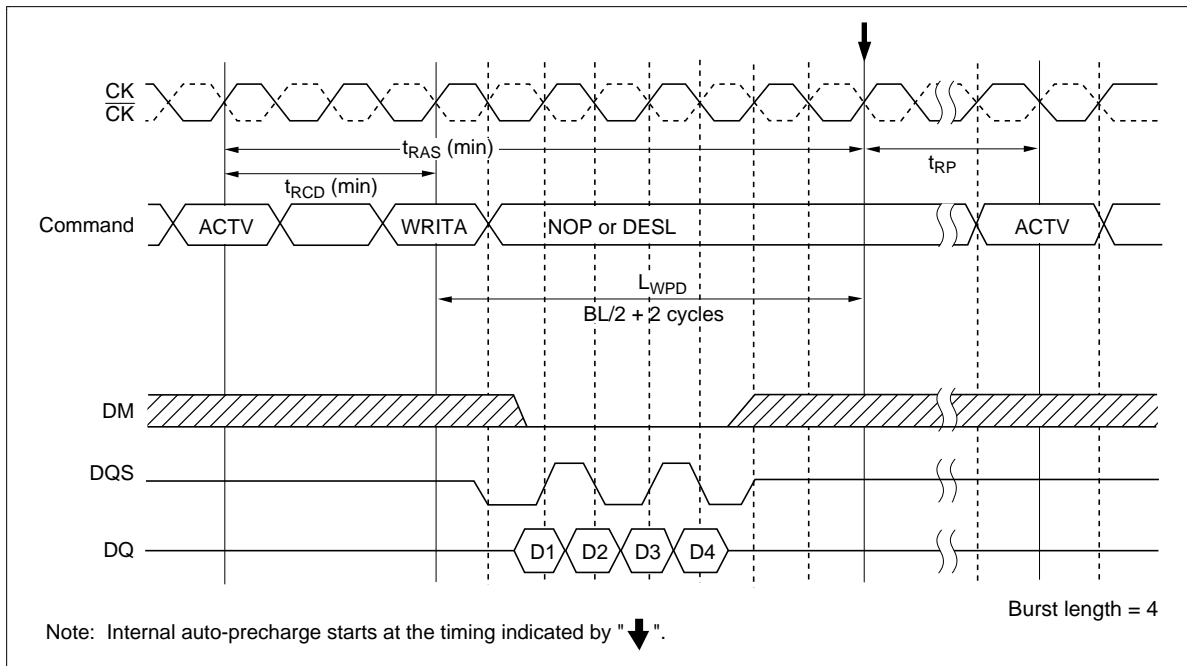 CK
CK
tRAS (min)
tRP
tRCD (min)
Command
ACTV
WRITA
NOP or DESL
ACTV
LWPD
BL/2 + 2 cycles
DM
DQS
DQ
D1 D2 D3 D4
Burst length = 4
Note: Internal auto-precharge starts at the timing indicated by " ".